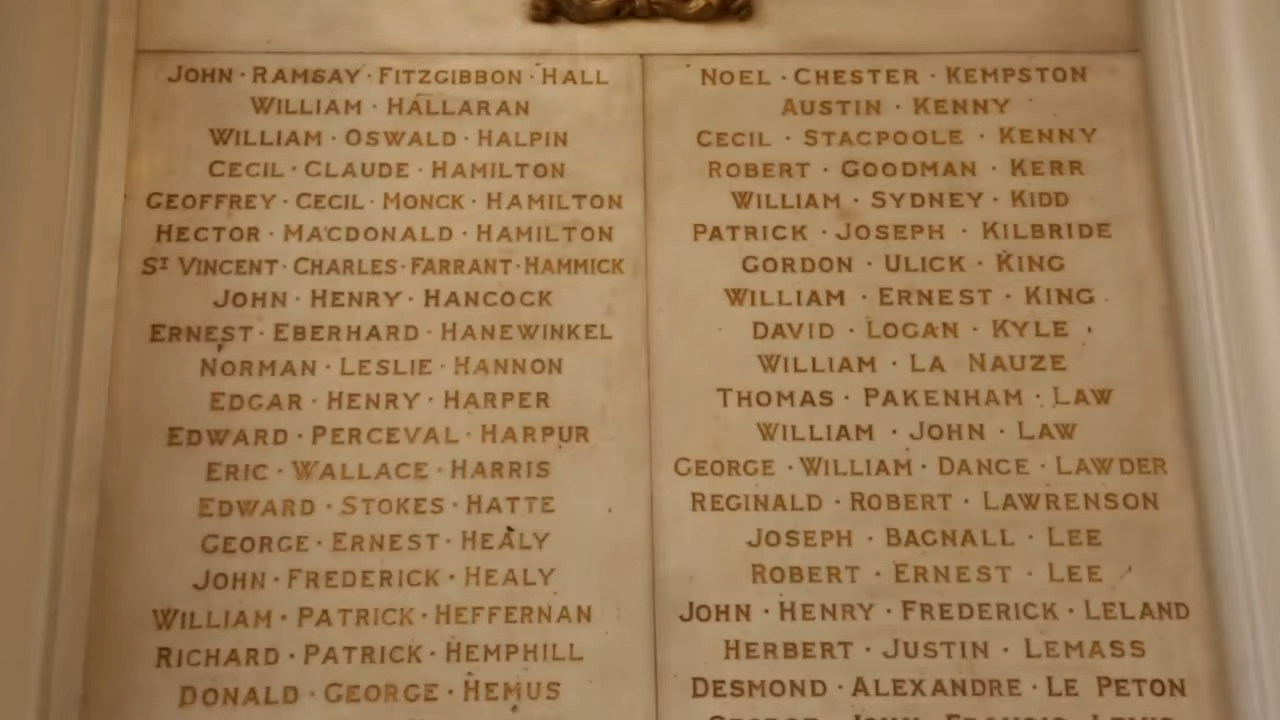 JOHN · RAMSAY · FITZGIBBON · HALL
WILLIAM · HALLARAN
WILLIAM · OSWALD · HALPIN
CECIL · CLAUDE · HAMILTON
GEOFFREY · CECIL · MONCK · HAMILTON
HECTOR · MACDONALD · HAMILTON
ST VINCENT · CHARLES · FARRANT · HAMMICK
JOHN · HENRY · HANCOCK
ERNEST · EBERHARD · HANEWINKEL
NORMAN · LESLIE · HANNON
EDGAR · HENRY · HARPER
EDWARD · PERCEVAL · HARPUR
ERIC · WALLACE · HARRIS
EDWARD · STOKES · HATTE
GEORGE · ERNEST · HEALY
JOHN · FREDERICK · HEALY
WILLIAM · PATRICK · HEFFERNAN
RICHARD · PATRICK · HEMPHILL
DONALD · GEORGE · HEMUS
NOEL · CHESTER · KEMPSTON
AUSTIN · KENNY
CECIL · STACPOOLE · KENNY
ROBERT · GOODMAN · KERR
WILLIAM · SYDNEY · KIDD
PATRICK · JOSEPH · KILBRIDE
GORDON · ULICK · KING
WILLIAM · ERNEST · KING
DAVID · LOGAN · KYLE
WILLIAM · LA NAUZE
THOMAS · PAKENHAM · LAW
WILLIAM · JOHN · LAW
GEORGE · WILLIAM · DANCE · LAWDER
REGINALD · ROBERT · LAWRENSON
JOSEPH · BAGNALL · LEE
ROBERT · ERNEST · LEE
JOHN · HENRY · FREDERICK · LELAND
HERBERT · JUSTIN · LEMASS
DESMOND · ALEXANDRE · LE PETON
GEORGE · JOHN · FRANCIS · LEWIS